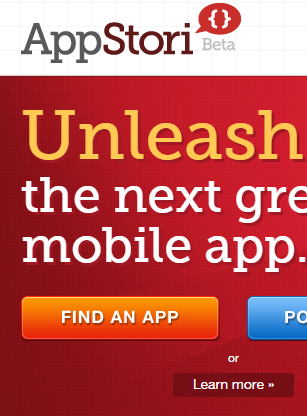 AppStori
{ }
Beta
Unleash
the next gre
mobile app.
FIND AN APP
PO
or
Learn more »